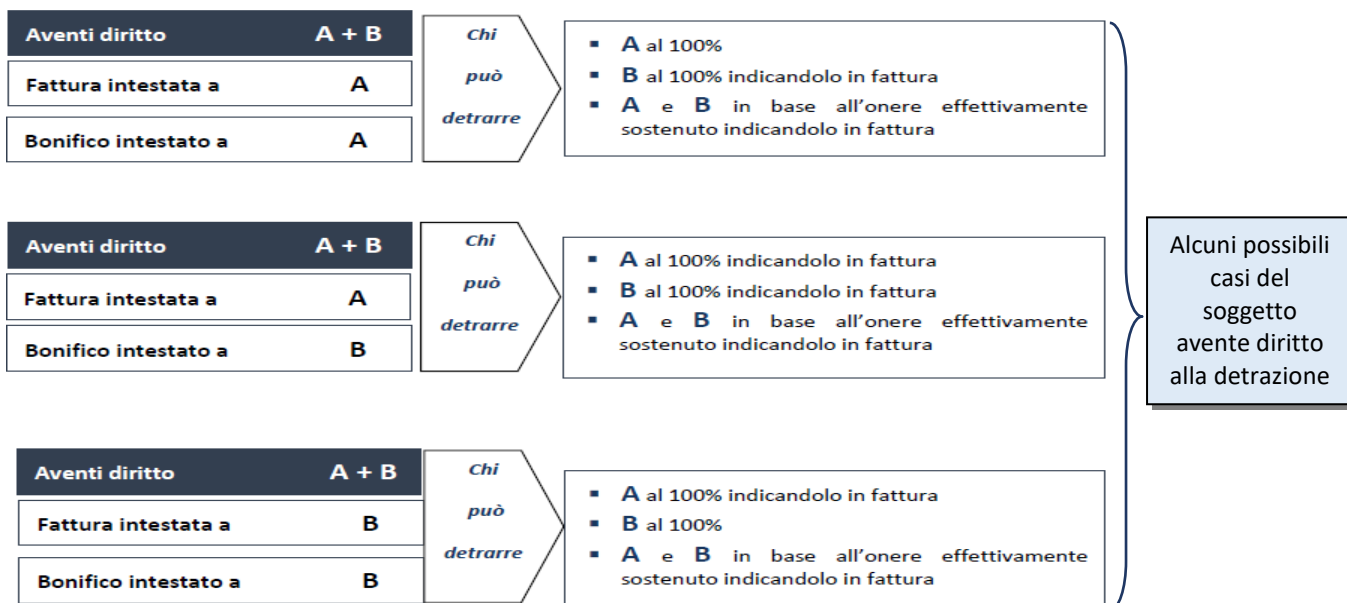 Aventi diritto A + B
Fattura intestata a A
Bonifico intestato a A
Chi
può
detrarre
▪ A al 100%
▪ B al 100% indicandolo in fattura
▪ A e B in base all'onere effettivamente
sostenuto indicandolo in fattura
Aventi diritto A + B
Fattura intestata a A
Bonifico intestato a B
Chi
può
detrarre
▪ A al 100% indicandolo in fattura
▪ B al 100% indicandolo in fattura
▪ A e B in base all'onere effettivamente
sostenuto indicandolo in fattura
Aventi diritto A + B
Fattura intestata a B
Bonifico intestato a B
Chi
può
detrarre
▪ A al 100% indicandolo in fattura
▪ B al 100%
▪ A e B in base all'onere effettivamente
sostenuto indicandolo in fattura
Alcuni possibili
casi del
soggetto
avente diritto
alla detrazione